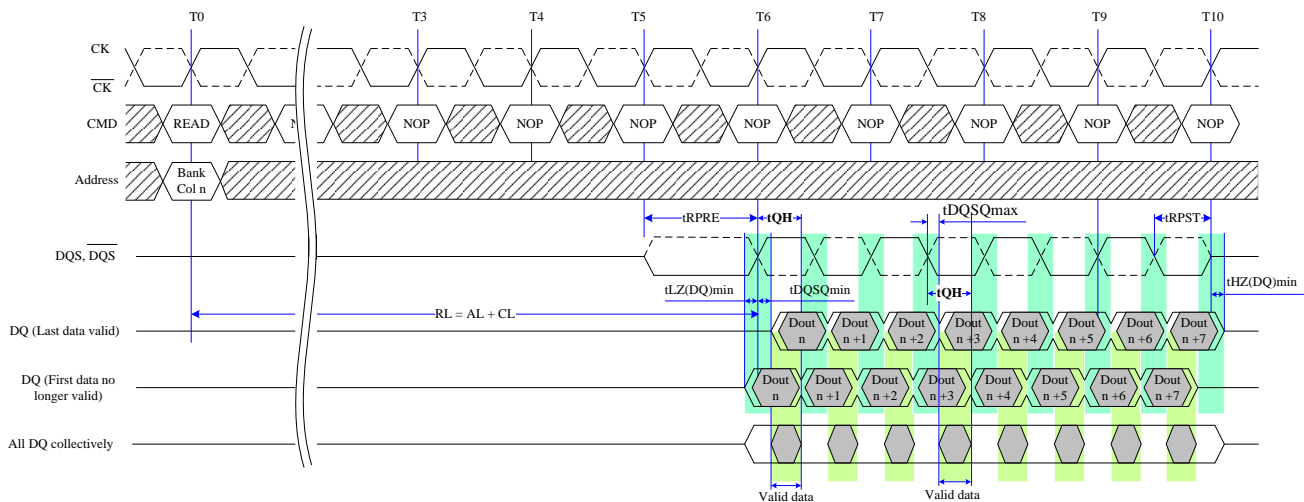 T0 T3 T4 T5 T6 T7 T8 T9 T10
CK
CK
CMD READ NOP NOP NOP NOP NOP NOP NOP NOP
Address Bank
Col n
tRPRE tQH tDQSQmax tRPST
DQS, DQS
tLZ(DQ)min tDQSQmin tQH tHZ(DQ)min
RL = AL + CL
DQ (Last data valid) Dout Dout Dout Dout Dout Dout Dout Dout
n n +1 n +2 n +3 n +4 n +5 n +6 n +7
DQ (First data no Dout Dout Dout Dout Dout Dout Dout Dout
longer valid) n n +1 n +2 n +3 n +4 n +5 n +6 n +7
All DQ collectively
Valid data Valid data